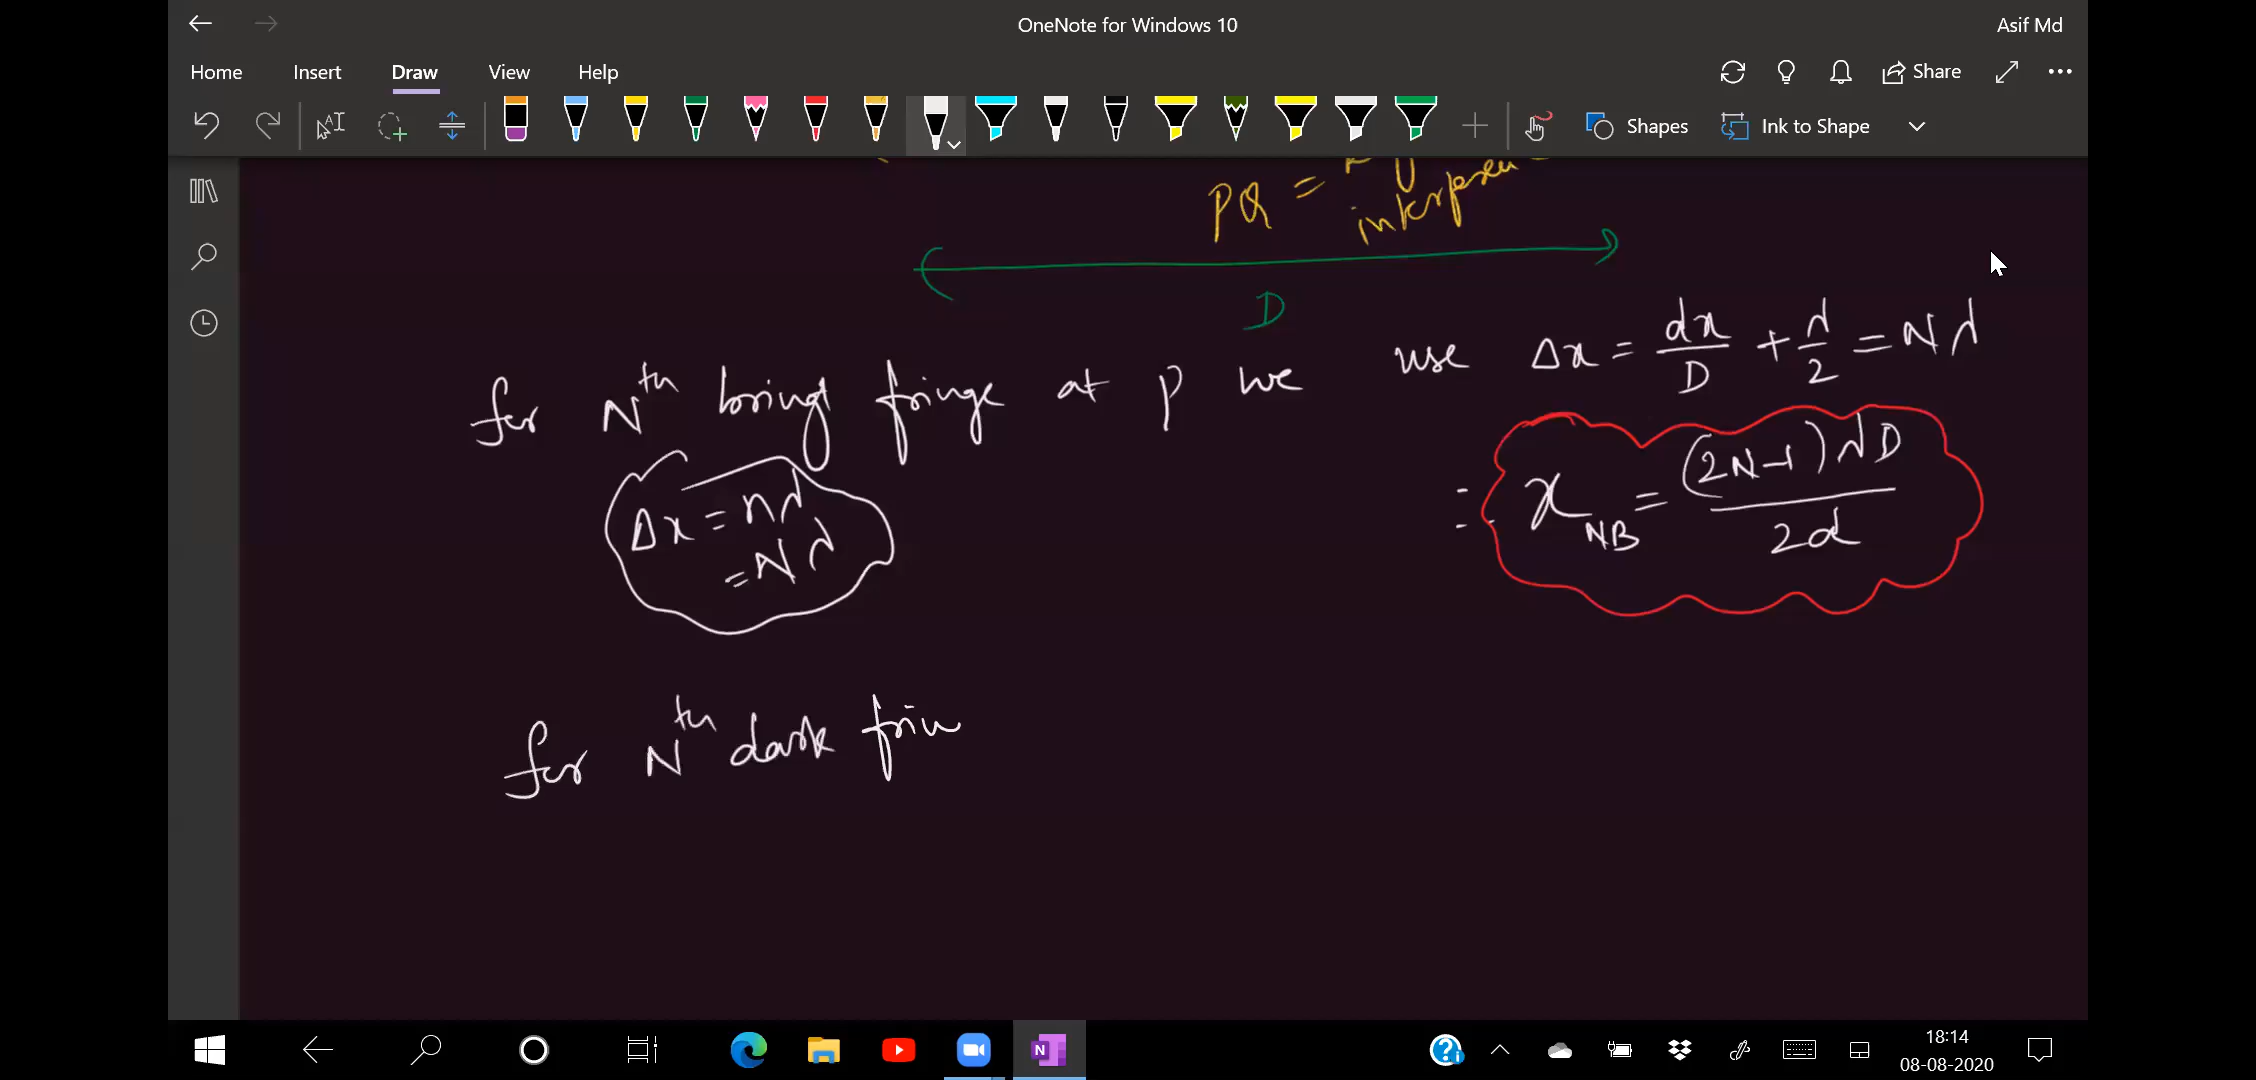 OneNote for Windows 10
Asif Md
Home Insert Draw View Help
Share
Shapes Ink to Shape
PQ =
D
for Nth bringt fringe at P we use Δx = dx/D + λ/2 = Nλ
Δx = nλ
= Nλ
∴ x NB = (2N-1)λD/2d
for Nth dark frin
18:14
08-08-2020